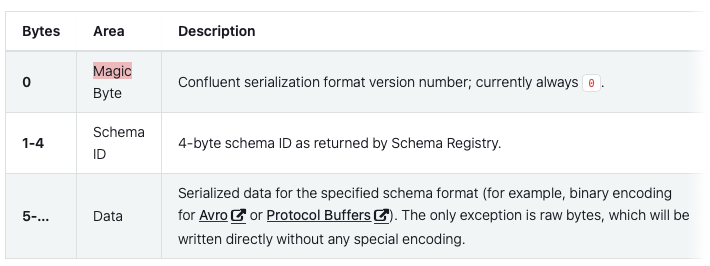 Bytes Area Description
0 Magic Byte Confluent serialization format version number; currently always 0.
1-4 Schema ID 4-byte schema ID as returned by Schema Registry.
5-... Data Serialized data for the specified schema format (for example, binary encoding
for Avro or Protocol Buffers). The only exception is raw bytes, which will be
written directly without any special encoding.